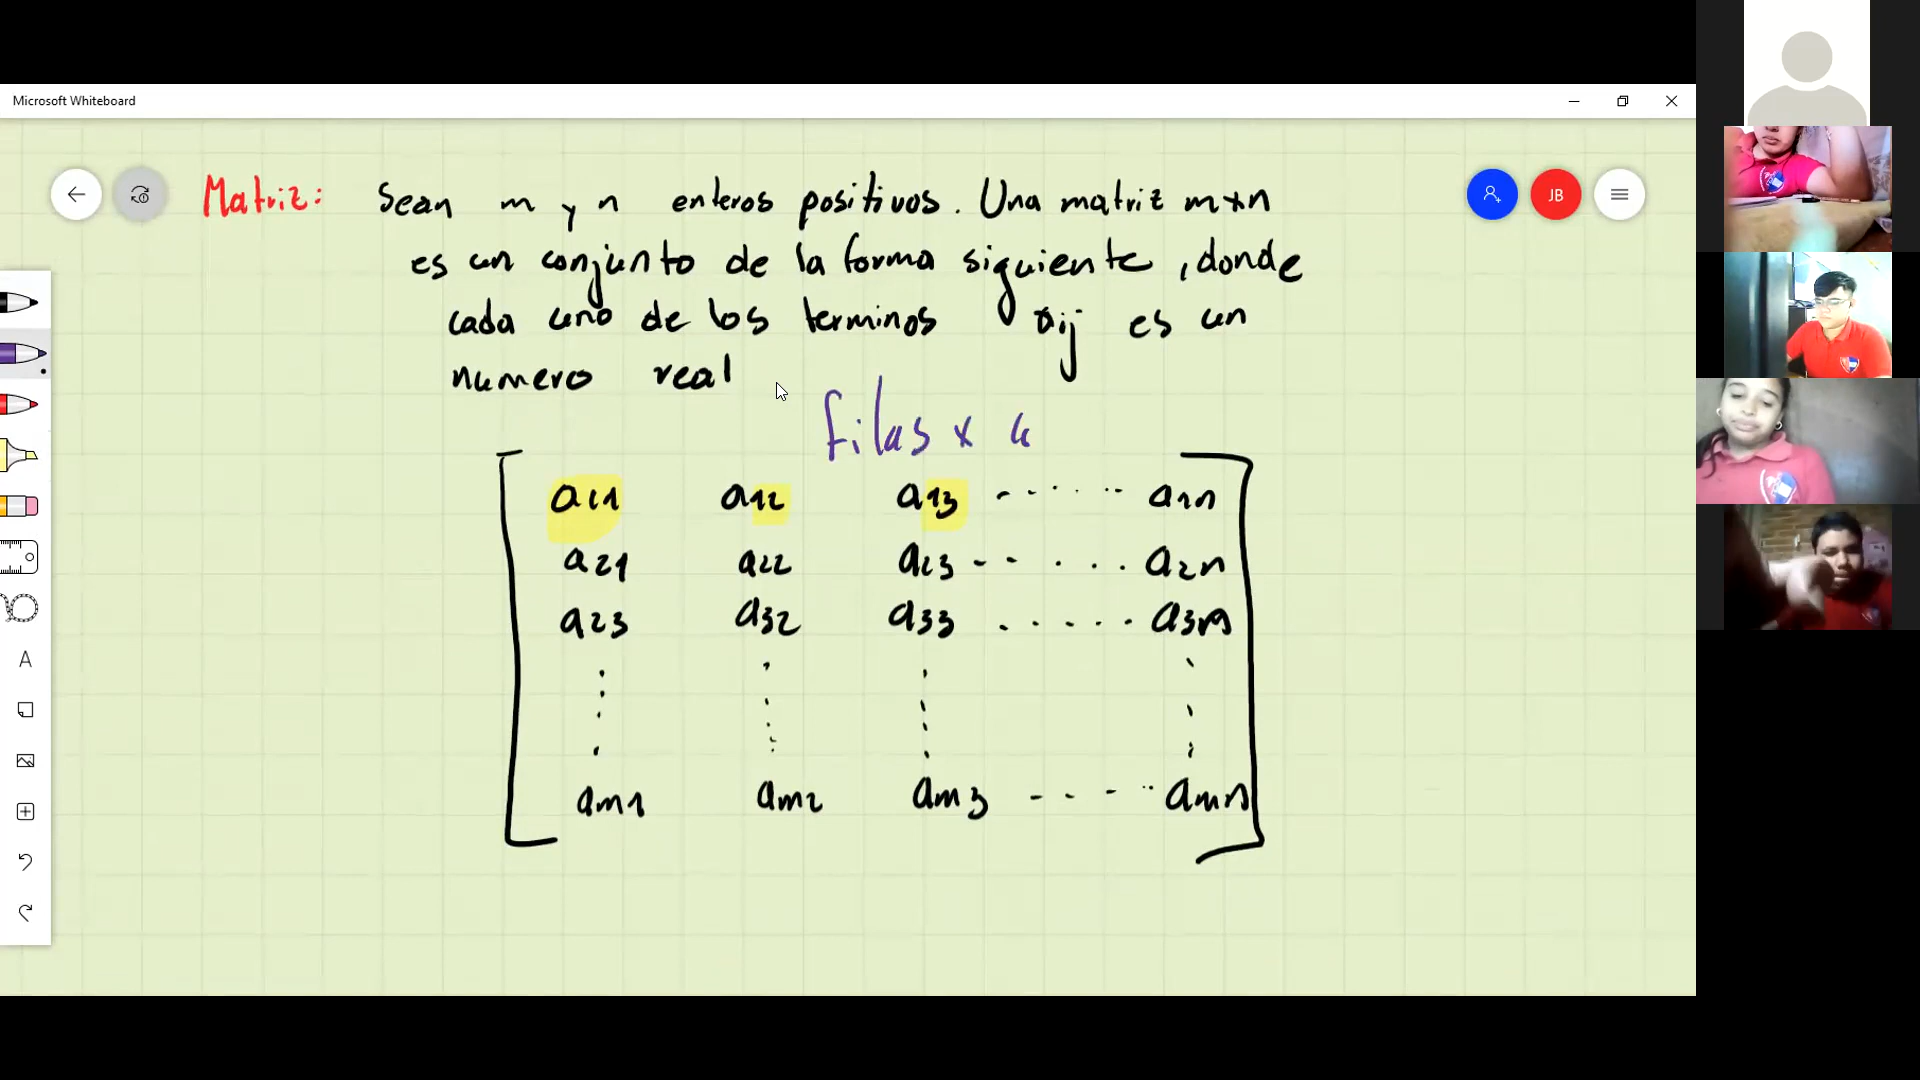 Microsoft Whiteboard
Matriz: Sean m y n enteros positivos. Una matriz m×n
JB
es un conjunto de la forma siguiente, donde
cada uno de los terminos aij es un
numero real
filas x
a11 a12 a13 ------ a1n
a21 a22 a23 -- .... a2n
a23 a32 a33 ...... a3n
am1 am2 am3 ---- .. amn
A